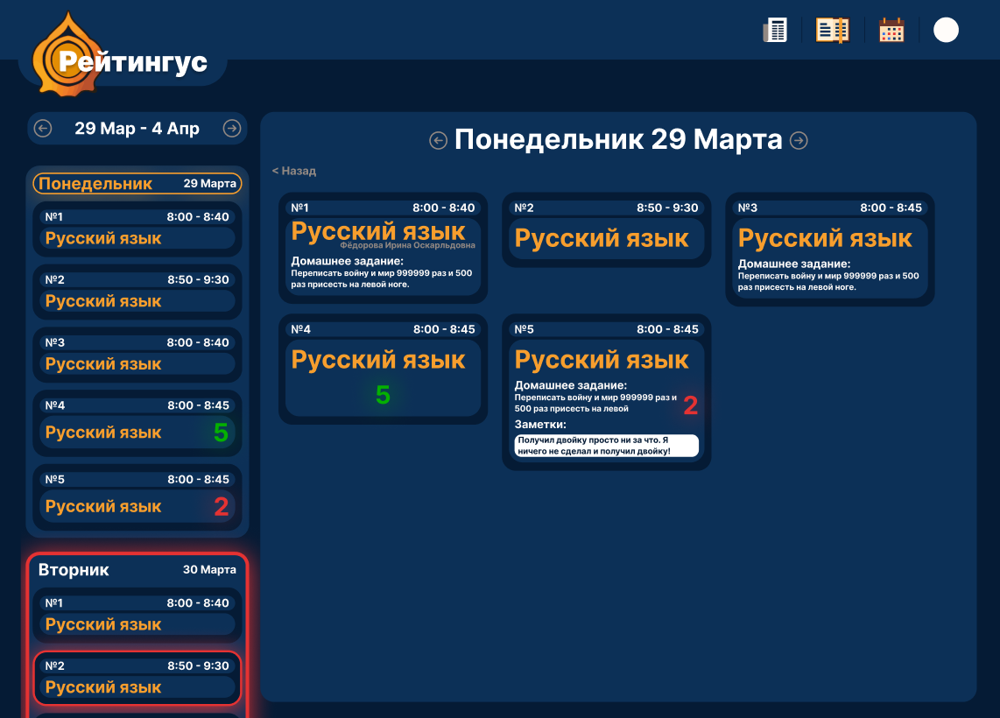 Рейтингус
29 Мар - 4 Апр
Понедельник 29 Марта
№1 8:00 - 8:40
Русский язык
№2 8:50 - 9:30
Русский язык
№3 8:00 - 8:40
Русский язык
№4 8:00 - 8:45
Русский язык 5
№5 8:00 - 8:45
Русский язык 2
Вторник 30 Марта
№1 8:00 - 8:40
Русский язык
№2 8:50 - 9:30
Русский язык
Понедельник 29 Марта
< Назад
№1 8:00 - 8:40
Русский язык
Фёдорова Ирина Оскарльдовна
Домашнее задание:
Переписать войну и мир 999999 раз и 500
раз присесть на левой ноге.
№2 8:50 - 9:30
Русский язык
№3 8:00 - 8:45
Русский язык
Домашнее задание:
Переписать войну и мир 999999 раз и 500
раз присесть на левой ноге.
№4 8:00 - 8:45
Русский язык
5
№5 8:00 - 8:45
Русский язык
Домашнее задание:
Переписать войну и мир 999999 раз и
500 раз присесть на левой
2
Заметки:
Получил двойку просто ни за что. Я
ничего не сделал и получил двойку!